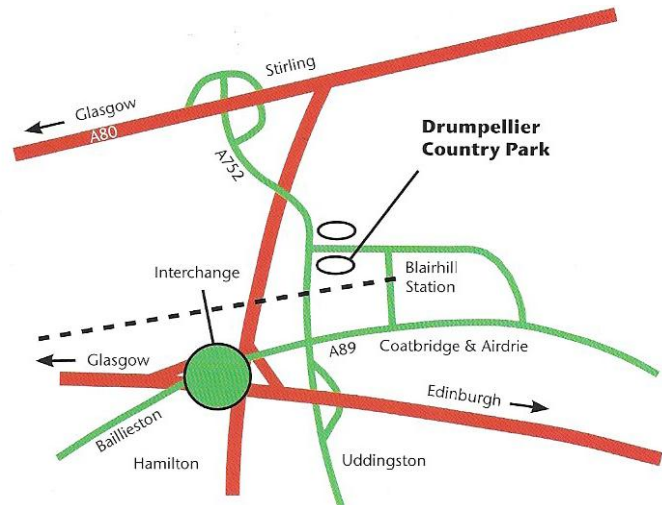 Stirling
Glasgow
A80
Drumpellier
Country Park
A752
Interchange
Blairhill
Station
Glasgow
A89
Coatbridge & Airdrie
Edinburgh
Baillieston
Hamilton
Uddingston